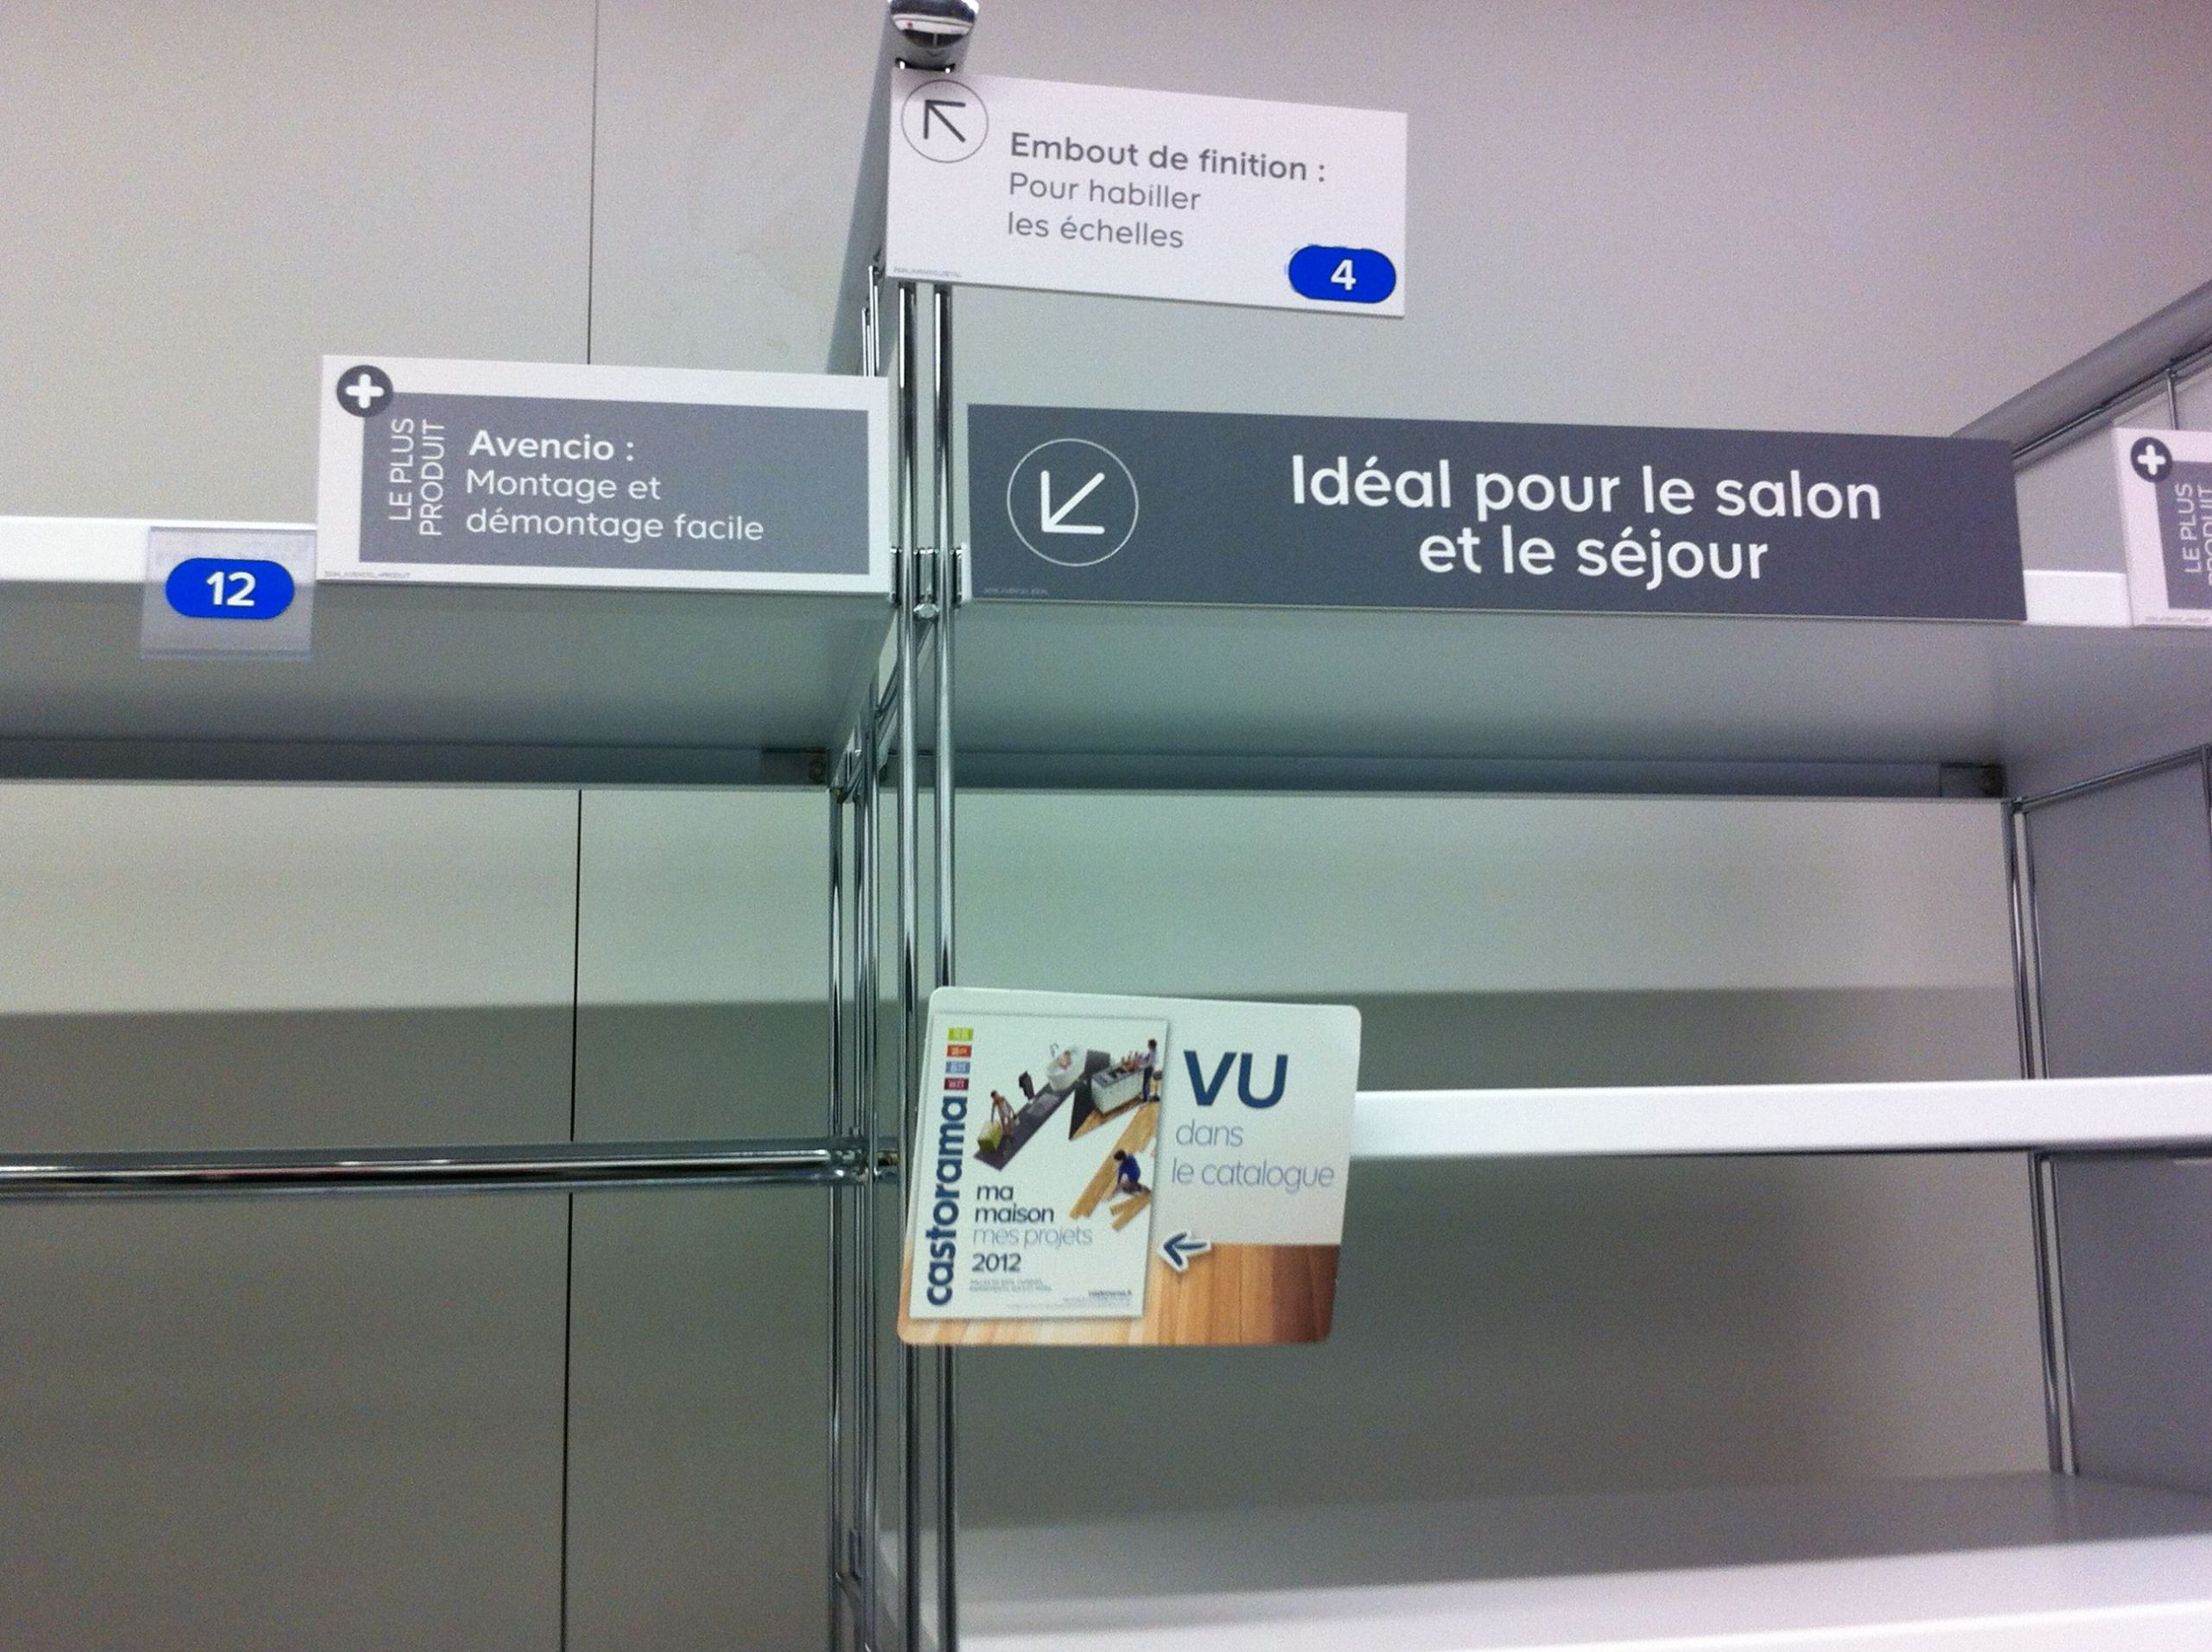 Embout de finition :
Pour habiller
les échelles
4
LE PLUS
PRODUIT
Avencio :
Montage et
démontage facile
12
Idéal pour le salon
et le séjour
LE PLUS
PRODUIT
castorama
ma
maison
mes projets
2012
VU
dans
le catalogue